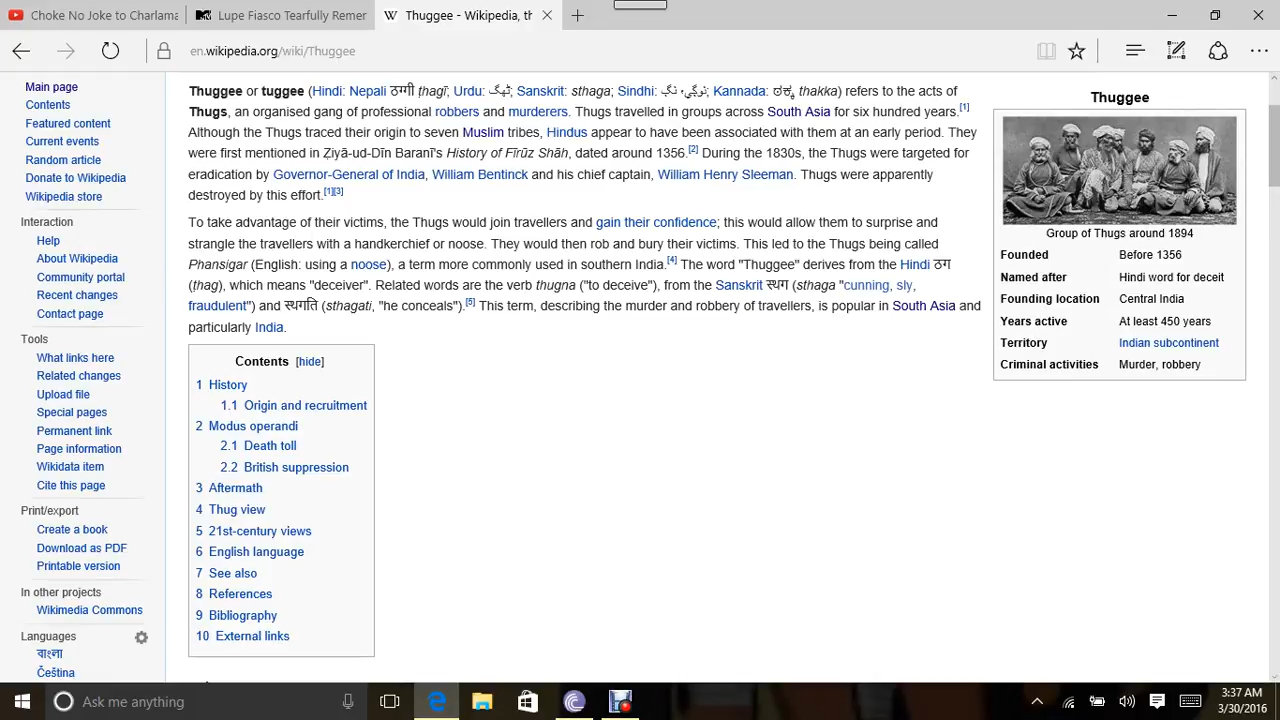 Choke No Joke to Charlama
Lupe Fiasco Tearfully Remer
Thuggee - Wikipedia, th
en.wikipedia.org/wiki/Thuggee
Main page
Contents
Featured content
Current events
Random article
Donate to Wikipedia
Wikipedia store
Interaction
Help
About Wikipedia
Community portal
Recent changes
Contact page
Tools
What links here
Related changes
Upload file
Special pages
Permanent link
Page information
Wikidata item
Cite this page
Print/export
Create a book
Download as PDF
Printable version
In other projects
Wikimedia Commons
Languages
বাংলা
Čeština
Thuggee or tuggee (Hindi: Nepali ठग्गी ṭhagī; Urdu: ; Sanskrit: sthaga; Sindhi: ; Kannada: thakka) refers to the acts of
Thugs, an organised gang of professional robbers and murderers. Thugs travelled in groups across South Asia for six hundred years.[1]
Although the Thugs traced their origin to seven Muslim tribes, Hindus appear to have been associated with them at an early period. They
were first mentioned in Ẓiyā-ud-Dīn Baranī's History of Fīrūz Shāh, dated around 1356.[2] During the 1830s, the Thugs were targeted for
eradication by Governor-General of India, William Bentinck and his chief captain, William Henry Sleeman. Thugs were apparently
destroyed by this effort.[1][3]
To take advantage of their victims, the Thugs would join travellers and gain their confidence; this would allow them to surprise and
strangle the travellers with a handkerchief or noose. They would then rob and bury their victims. This led to the Thugs being called
Phansigar (English: using a noose), a term more commonly used in southern India.[4] The word "Thuggee" derives from the Hindi ठग
(ṭhag), which means "deceiver". Related words are the verb thugna ("to deceive"), from the Sanskrit स्थग (sthaga "cunning, sly,
fraudulent") and स्थगति (sthagati, "he conceals").[5] This term, describing the murder and robbery of travellers, is popular in South Asia and
particularly India.
Contents [hide]
1 History
1.1 Origin and recruitment
2 Modus operandi
2.1 Death toll
2.2 British suppression
3 Aftermath
4 Thug view
5 21st-century views
6 English language
7 See also
8 References
9 Bibliography
10 External links
Thuggee
Group of Thugs around 1894
Founded Before 1356
Named after Hindi word for deceit
Founding location Central India
Years active At least 450 years
Territory Indian subcontinent
Criminal activities Murder, robbery
Ask me anything
3:37 AM
3/30/2016